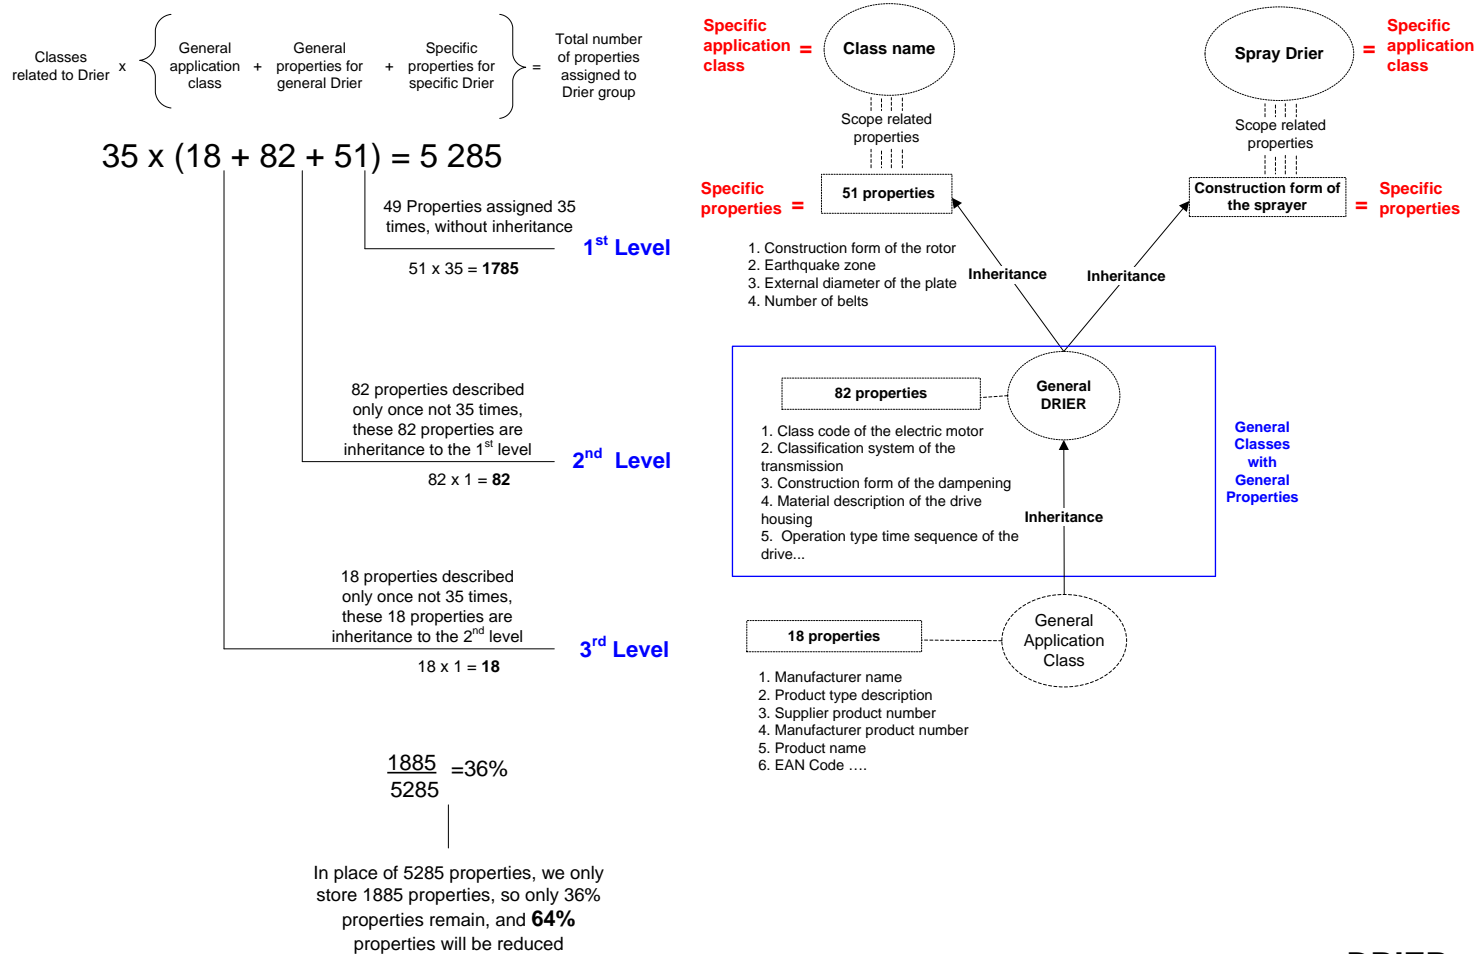 Classes
related to Drier
x
General
application
class
+
General
properties for
general Drier
+
Specific
properties for
specific Drier
=
Total number
of properties
assigned to
Drier group
35 x (18 + 82 + 51) = 5 285
49 Properties assigned 35
times, without inheritance
51 x 35 = 1785
1st Level
82 properties described
only once not 35 times,
these 82 properties are
inheritance to the 1st level
82 x 1 = 82
2nd Level
18 properties described
only once not 35 times,
these 18 properties are
inheritance to the 2nd level
18 x 1 = 18
3rd Level
1885
5285
=36%
In place of 5285 properties, we only
store 1885 properties, so only 36%
properties remain, and 64%
properties will be reduced
Specific
application
class
=
Class name
Scope related
properties
Specific
properties
=
51 properties
1. Construction form of the rotor
2. Earthquake zone
3. External diameter of the plate
4. Number of belts
Spray Drier
=
Specific
application
class
Scope related
properties
Construction form of
the sprayer
=
Specific
properties
Inheritance
Inheritance
82 properties
General
DRIER
1. Class code of the electric motor
2. Classification system of the
transmission
3. Construction form of the dampening
4. Material description of the drive
housing
5. Operation type time sequence of the
drive...
Inheritance
General
Classes
with
General
Properties
18 properties
General
Application
Class
1. Manufacturer name
2. Product type description
3. Supplier product number
4. Manufacturer product number
5. Product name
6. EAN Code ....